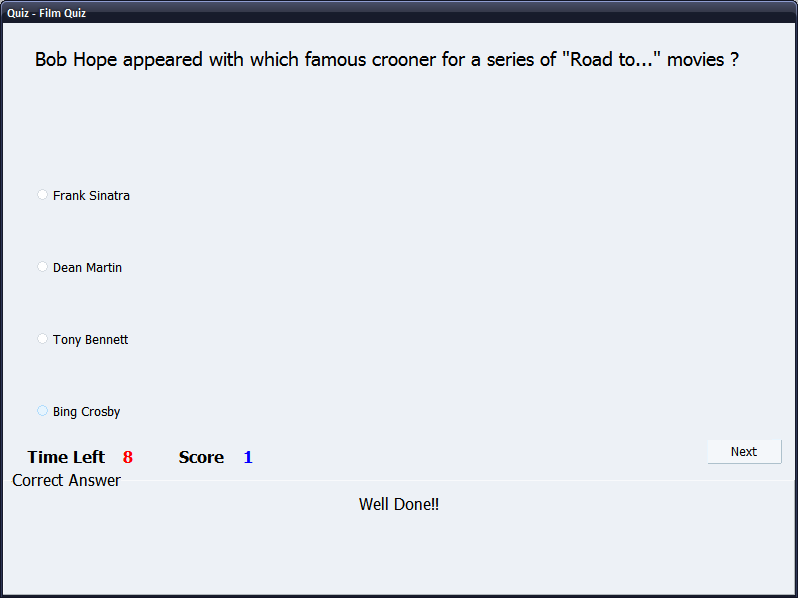 Quiz - Film Quiz
Bob Hope appeared with which famous crooner for a series of "Road to..." movies ?
Frank Sinatra
Dean Martin
Tony Bennett
Bing Crosby
Time Left 8 Score 1
Next
Correct Answer
Well Done!!